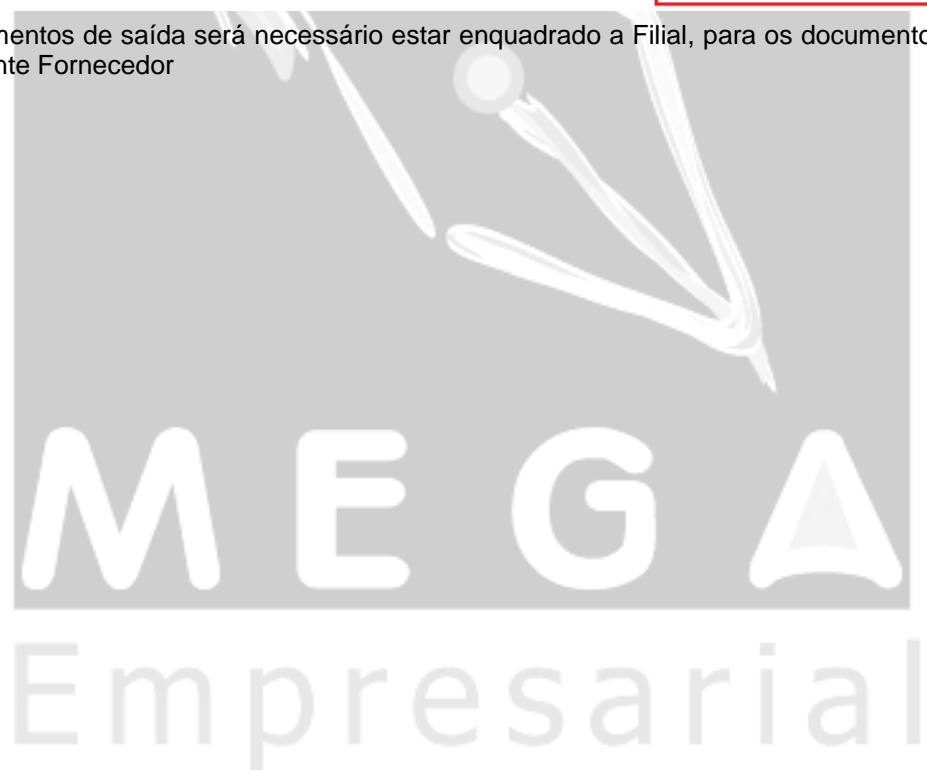 mentos de saída será necessário estar enquadrado a Filial, para os documento
nte Fornecedor
MEGA
Empresarial